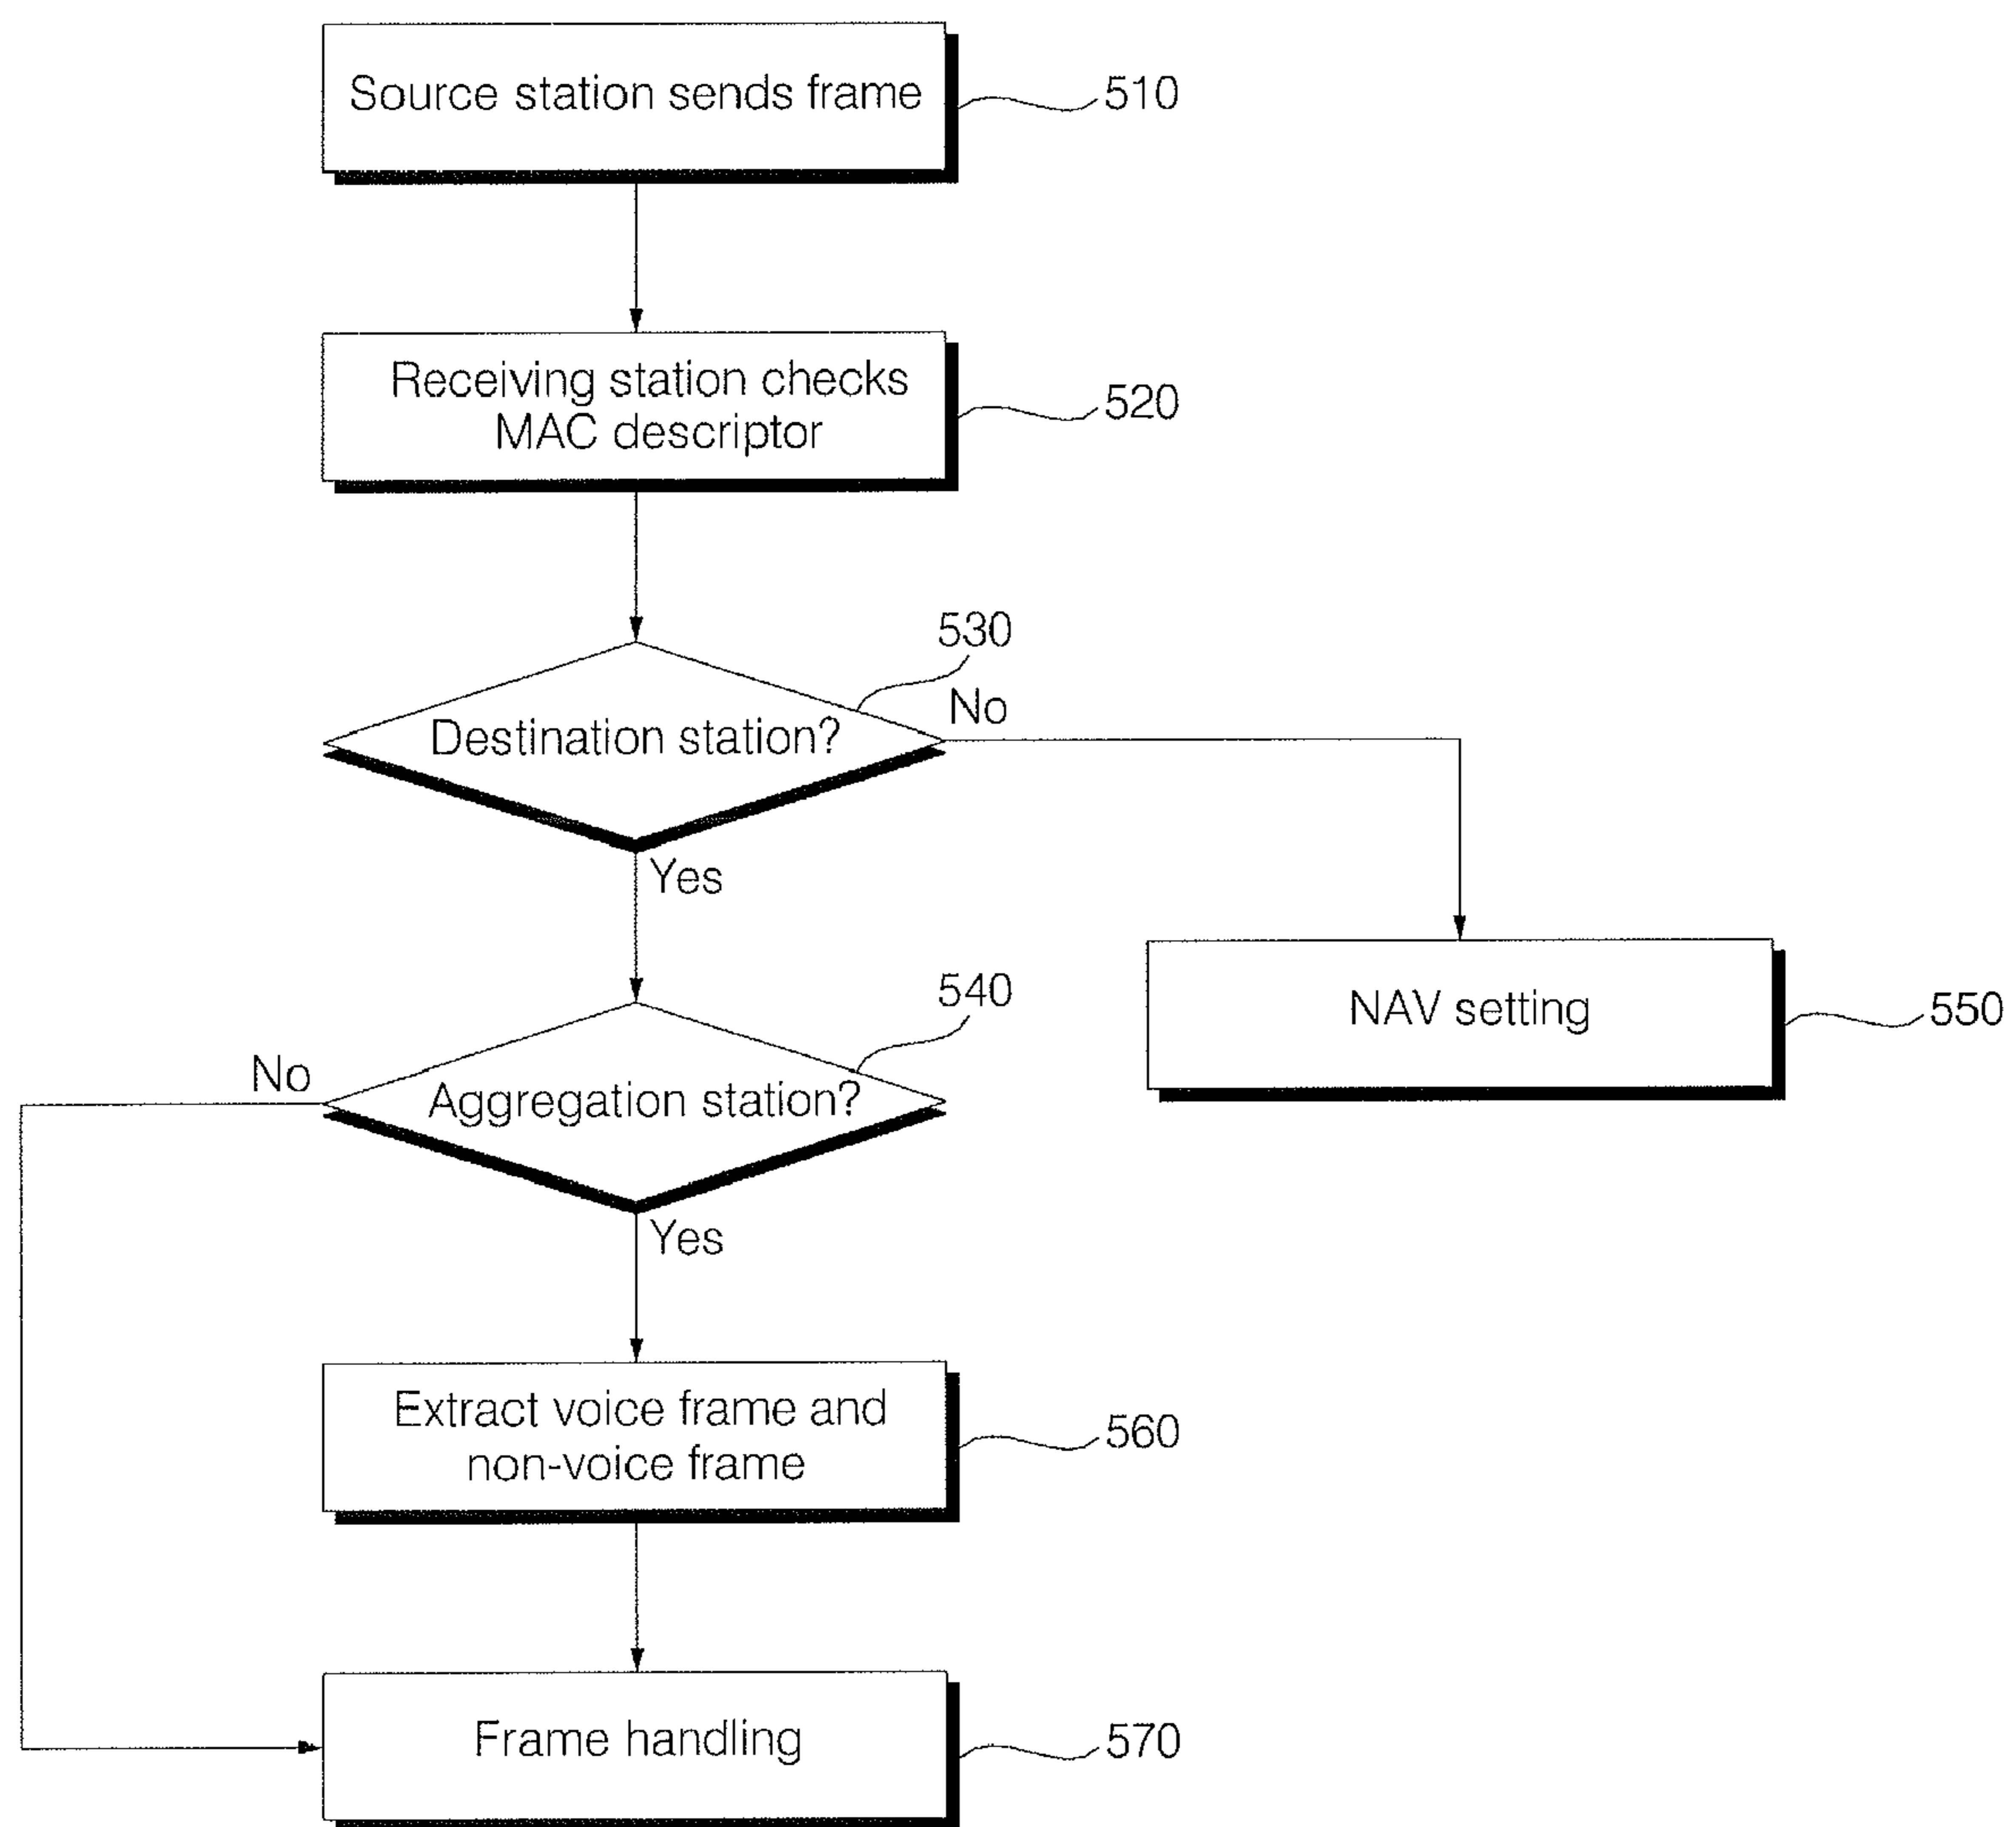 Source station sends frame
510
Receiving station checks
MAC descriptor
520
530
Destination station?
No
Yes
540
No
Aggregation station?
Yes
NAV setting
550
Extract voice frame and
non-voice frame
560
Frame handling
570